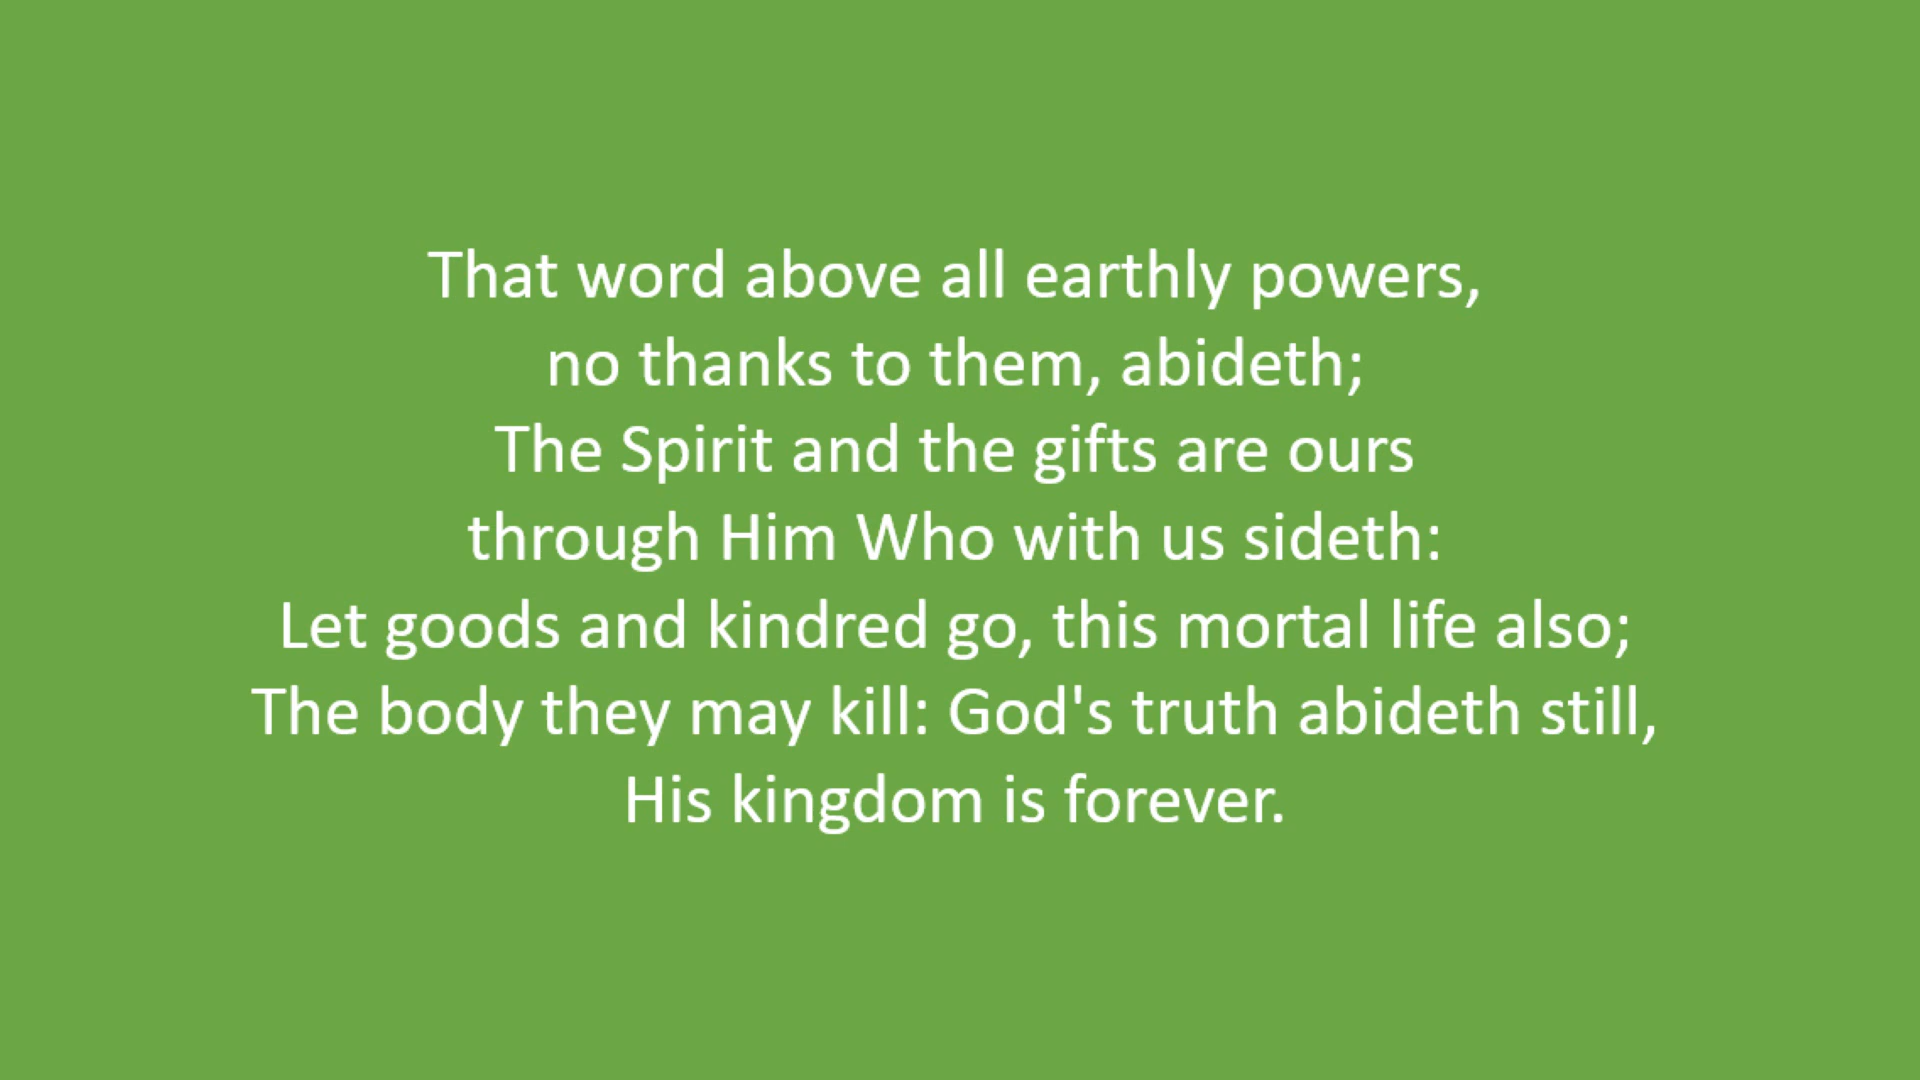 That word above all earthly powers,
no thanks to them, abideth;
The Spirit and the gifts are ours
through Him Who with us sideth:
Let goods and kindred go, this mortal life also;
The body they may kill: God's truth abideth still,
His kingdom is forever.